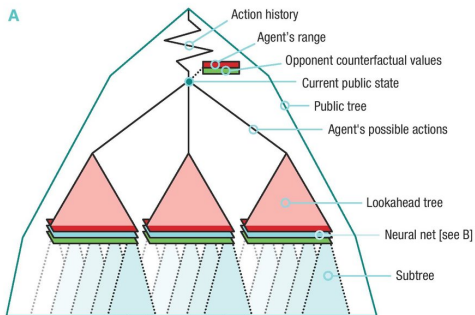 A
Action history
Agent's range
Opponent counterfactual values
Current public state
Public tree
Agent's possible actions
Lookahead tree
Neural net [see B]
Subtree